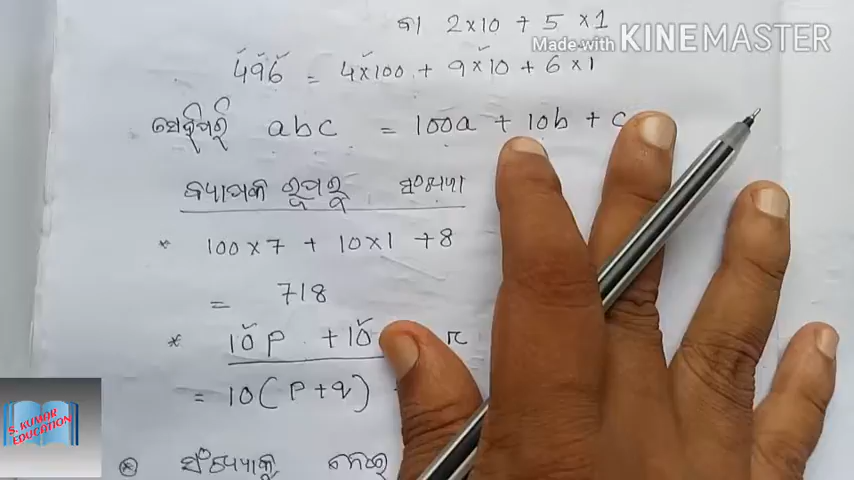 ବା 2×10 + 5 ×1
Made with KINEMASTER
496 = 4×100 + 9×10 + 6×1
ସେହିପରି abc = 100a + 10b + c
ବ୍ୟାପକ ରୂପରୁ ସଂଖ୍ୟା
* 100×7 + 10×1 +8
= 718
* 10p +10 r
= 10(p+q)
* ସଂଖ୍ୟାକୁ ନେଇ
S. KUMAR
EDUCATION